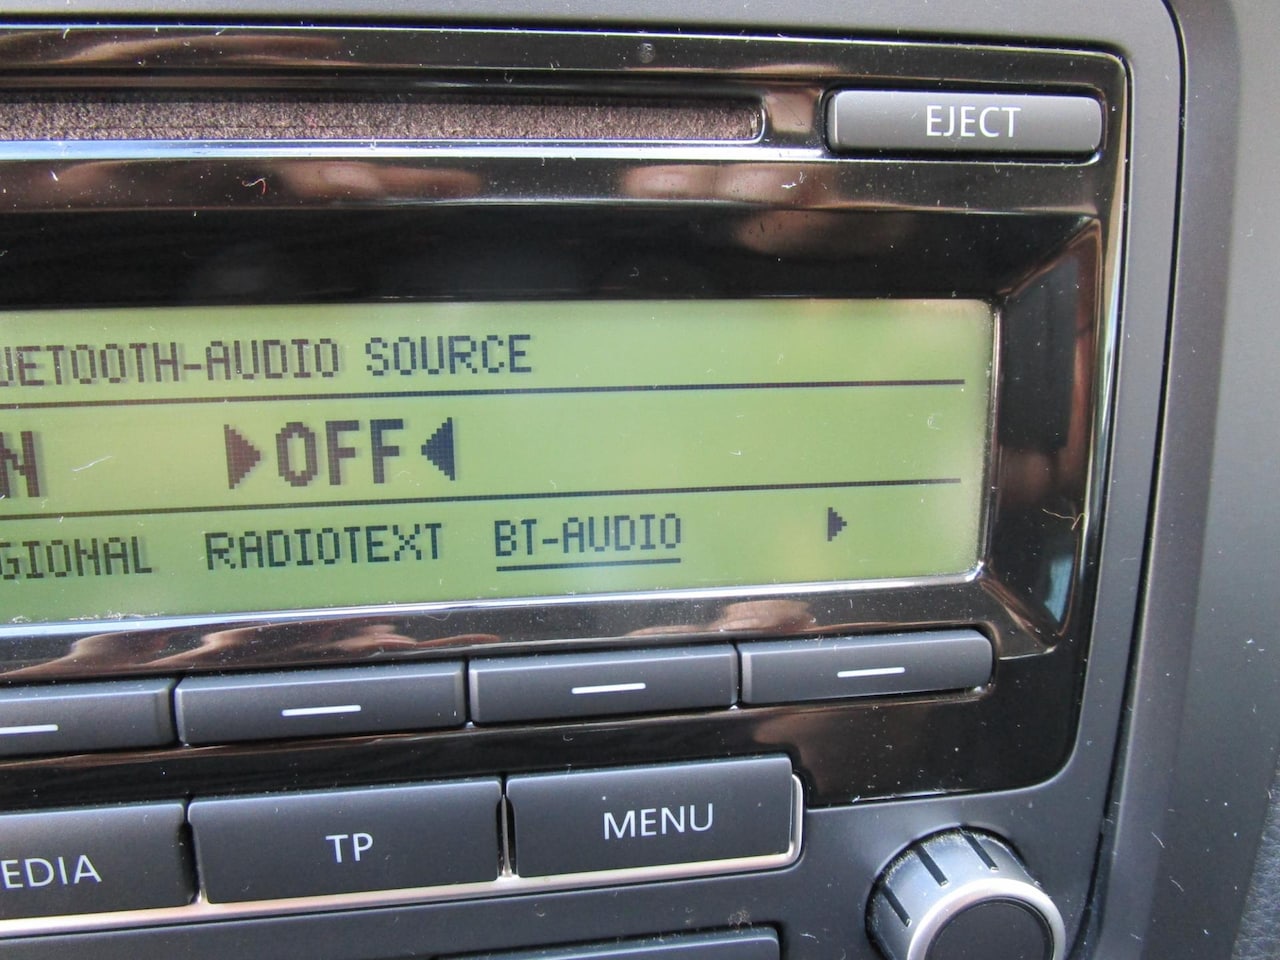 EJECT
UETOOTH-AUDIO SOURCE
N OFF
GIONAL RADIOTEXT BT-AUDIO
EDIA TP MENU